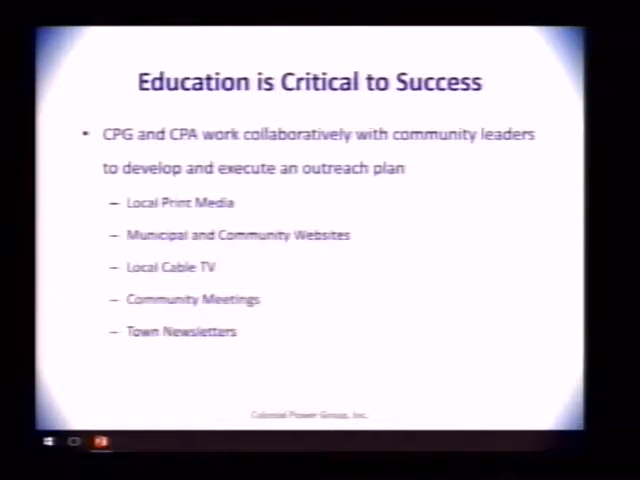 Education is Critical to Success
• CPG and CPA work collaboratively with community leaders
to develop and execute an outreach plan
– Local Print Media
– Municipal and Community Websites
– Local Cable TV
– Community Meetings
– Town Newsletters
Colonial Power Group, Inc.